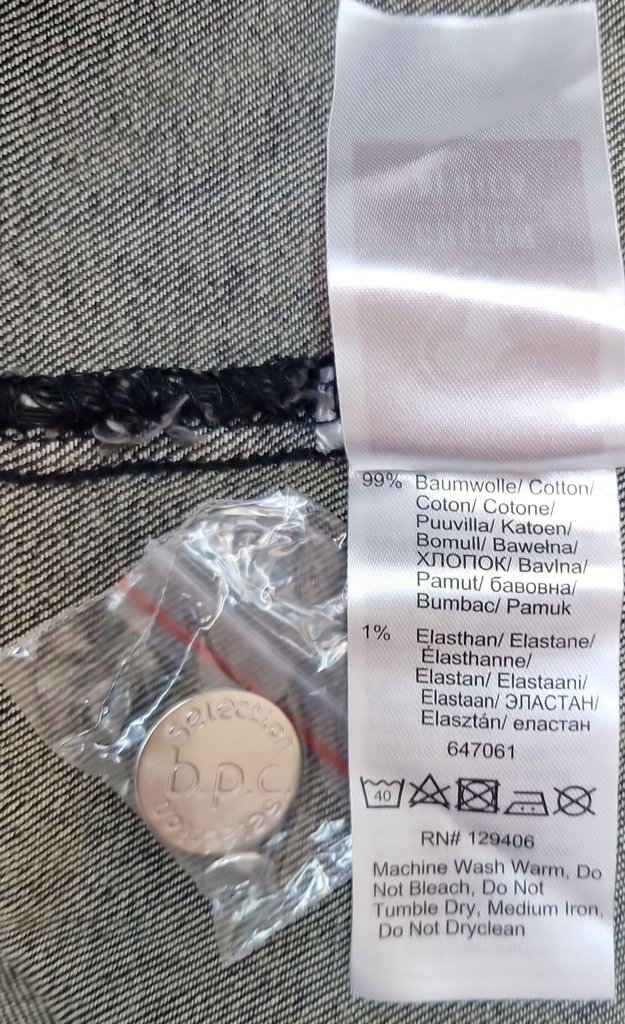 99% Baumwolle/ Cotton/
Coton/ Cotone/
Puuvilla/ Katoen/
Bomull/ Bawełna/
ХЛОПОК/ Bavlna/
Pamut/ бавовна/
Bumbac/ Pamuk
1% Elasthan/ Elastane/
Élasthanne/
Elastan/ Elastaani/
Elastaan/ ЭЛАСТАН/
Elasztán/ еластан
647061
40
RN# 129406
Machine Wash Warm, Do
Not Bleach, Do Not
Tumble Dry, Medium Iron,
Do Not Dryclean
selection
b.p.c.
selection